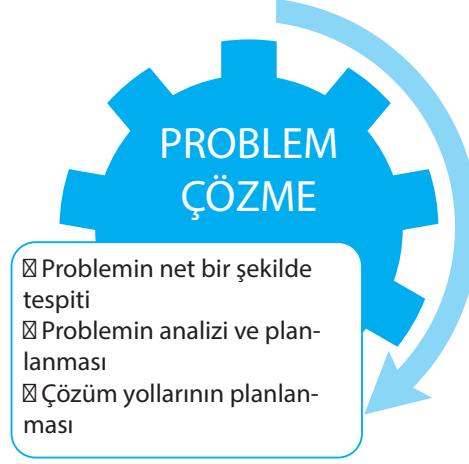 PROBLEM
ÇÖZME
Problemin net bir şekilde
tespiti
Problemin analizi ve plan-
lanması
Çözüm yollarının planlan-
ması